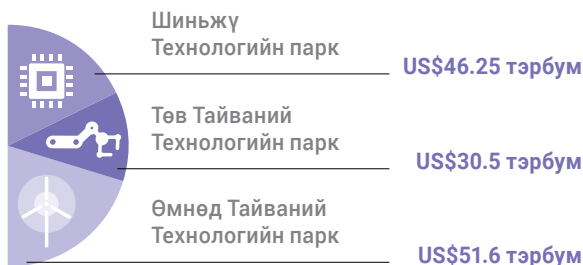 Шиньжү
Технологийн парк
US$46.25 тэрбум
Төв Тайваний
Технологийн парк
US$30.5 тэрбум
Өмнөд Тайваний
Технологийн парк
US$51.6 тэрбум